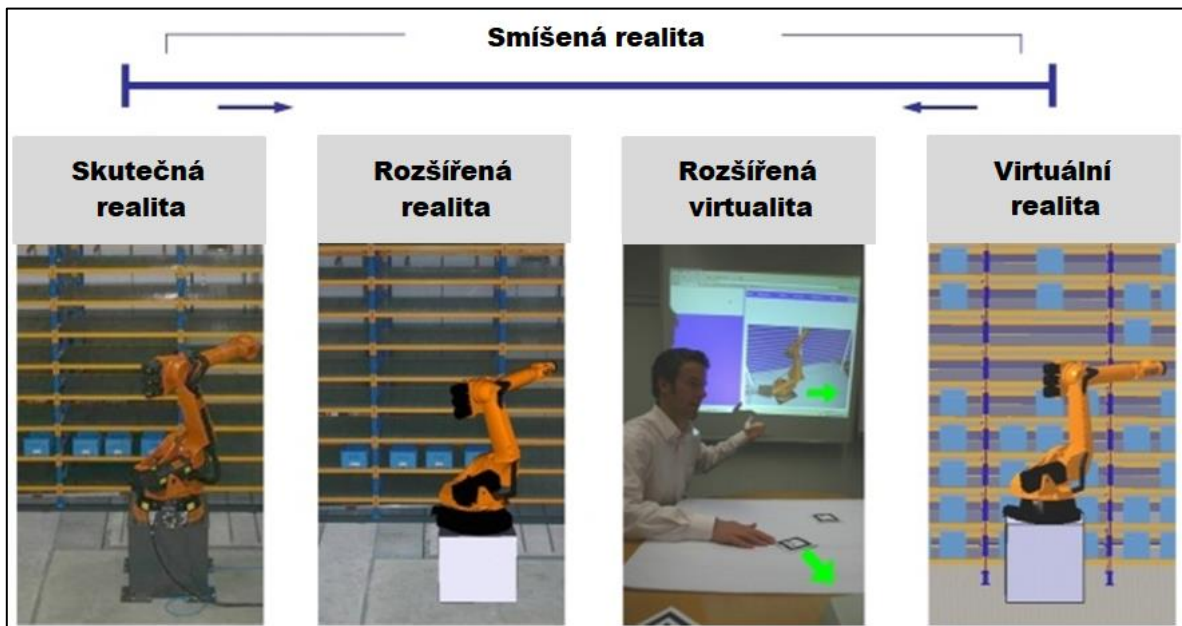 Smíšená realita
Skutečná
realita
Rozšířená
realita
Rozšířená
virtualita
Virtuální
realita